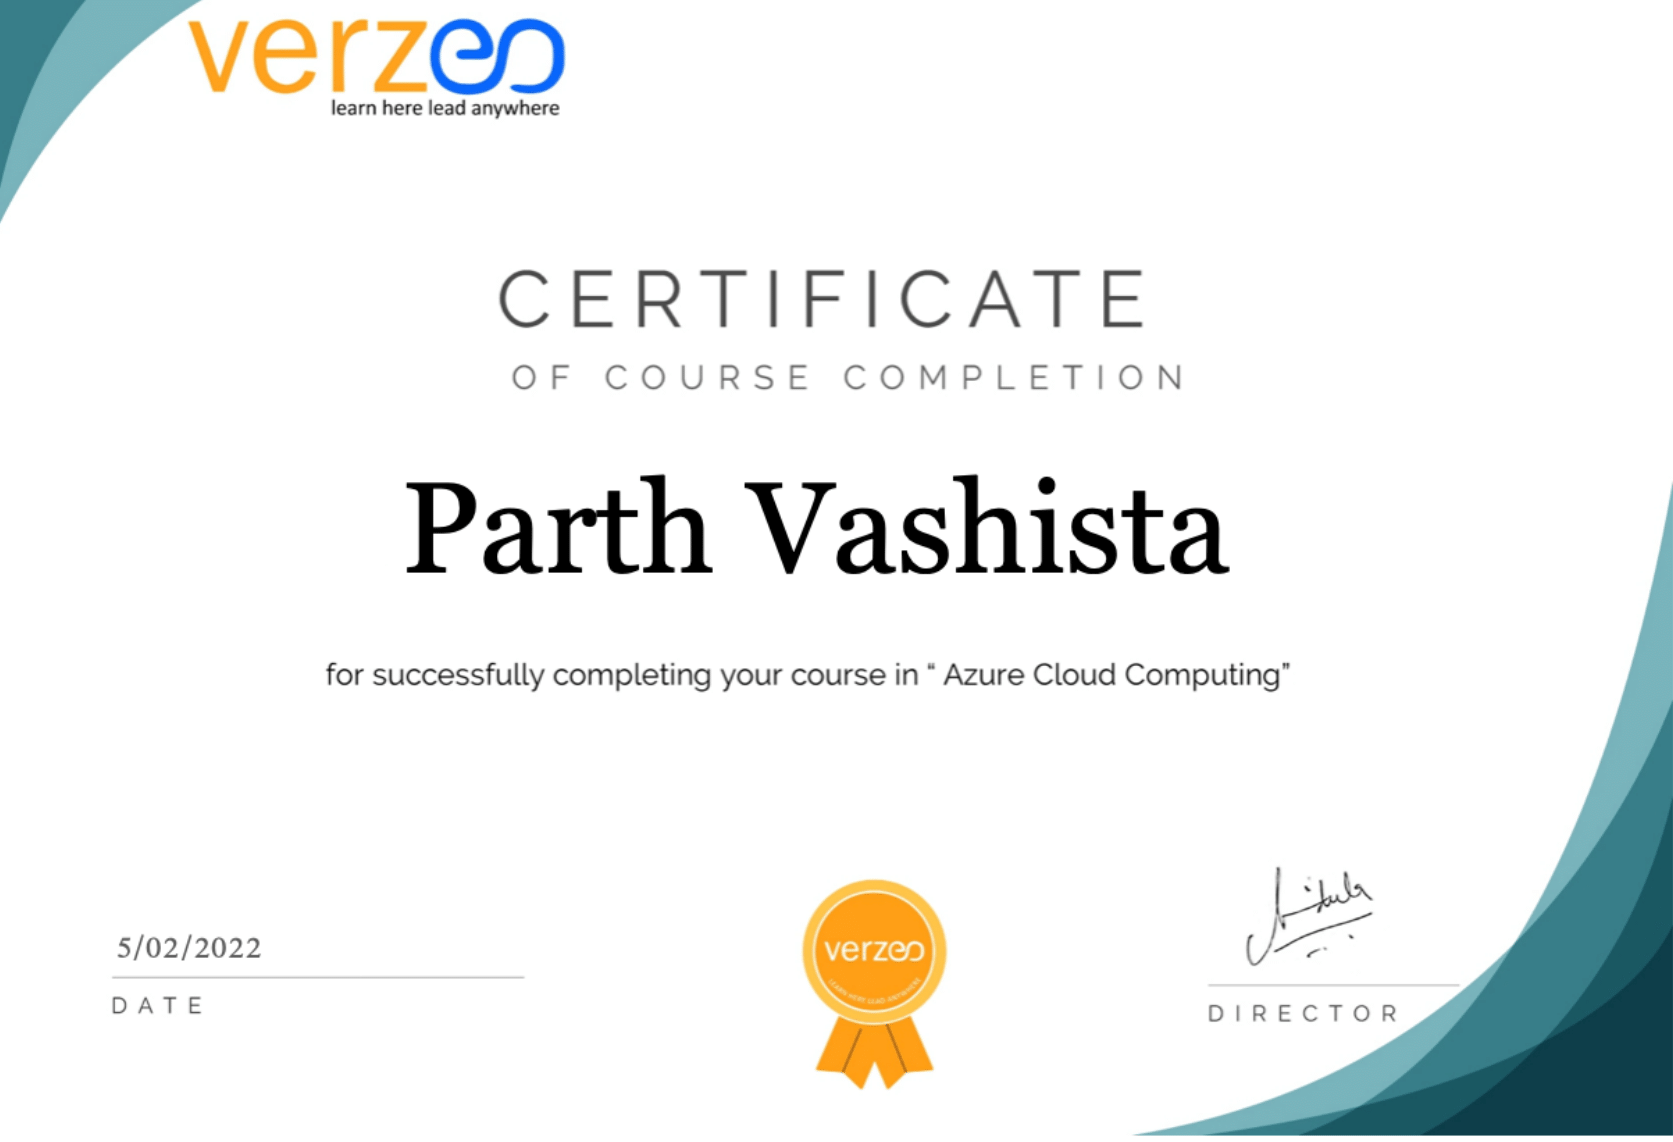 verzeo
learn here lead anywhere
CERTIFICATE
OF COURSE COMPLETION
Parth Vashista
for successfully completing your course in “ Azure Cloud Computing”
5/02/2022
DATE
verzeo
LEARN HERE LEAD ANYWHERE
DIRECTOR